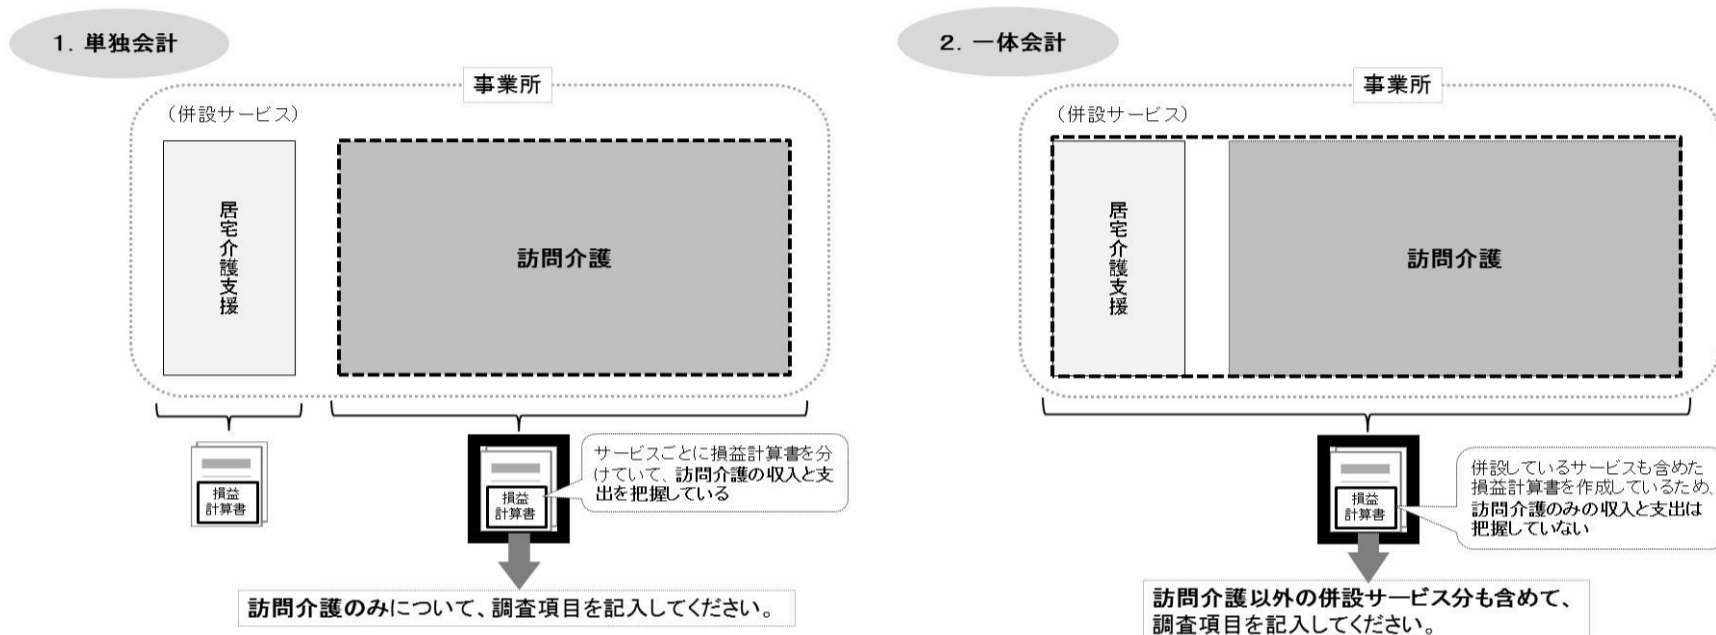 1. 単独会計
事業所
（併設サービス）
居宅介護支援
訪問介護
損益
計算書
損益
計算書
サービスごとに損益計算書を分
けていて、訪問介護の収入と支
出を把握している
訪問介護のみについて、調査項目を記入してください。
2. 一体会計
事業所
（併設サービス）
居宅介護支援
訪問介護
損益
計算書
併設しているサービスも含めた
損益計算書を作成しているため、
訪問介護のみの収入と支出は
把握していない
訪問介護以外の併設サービス分も含めて、
調査項目を記入してください。